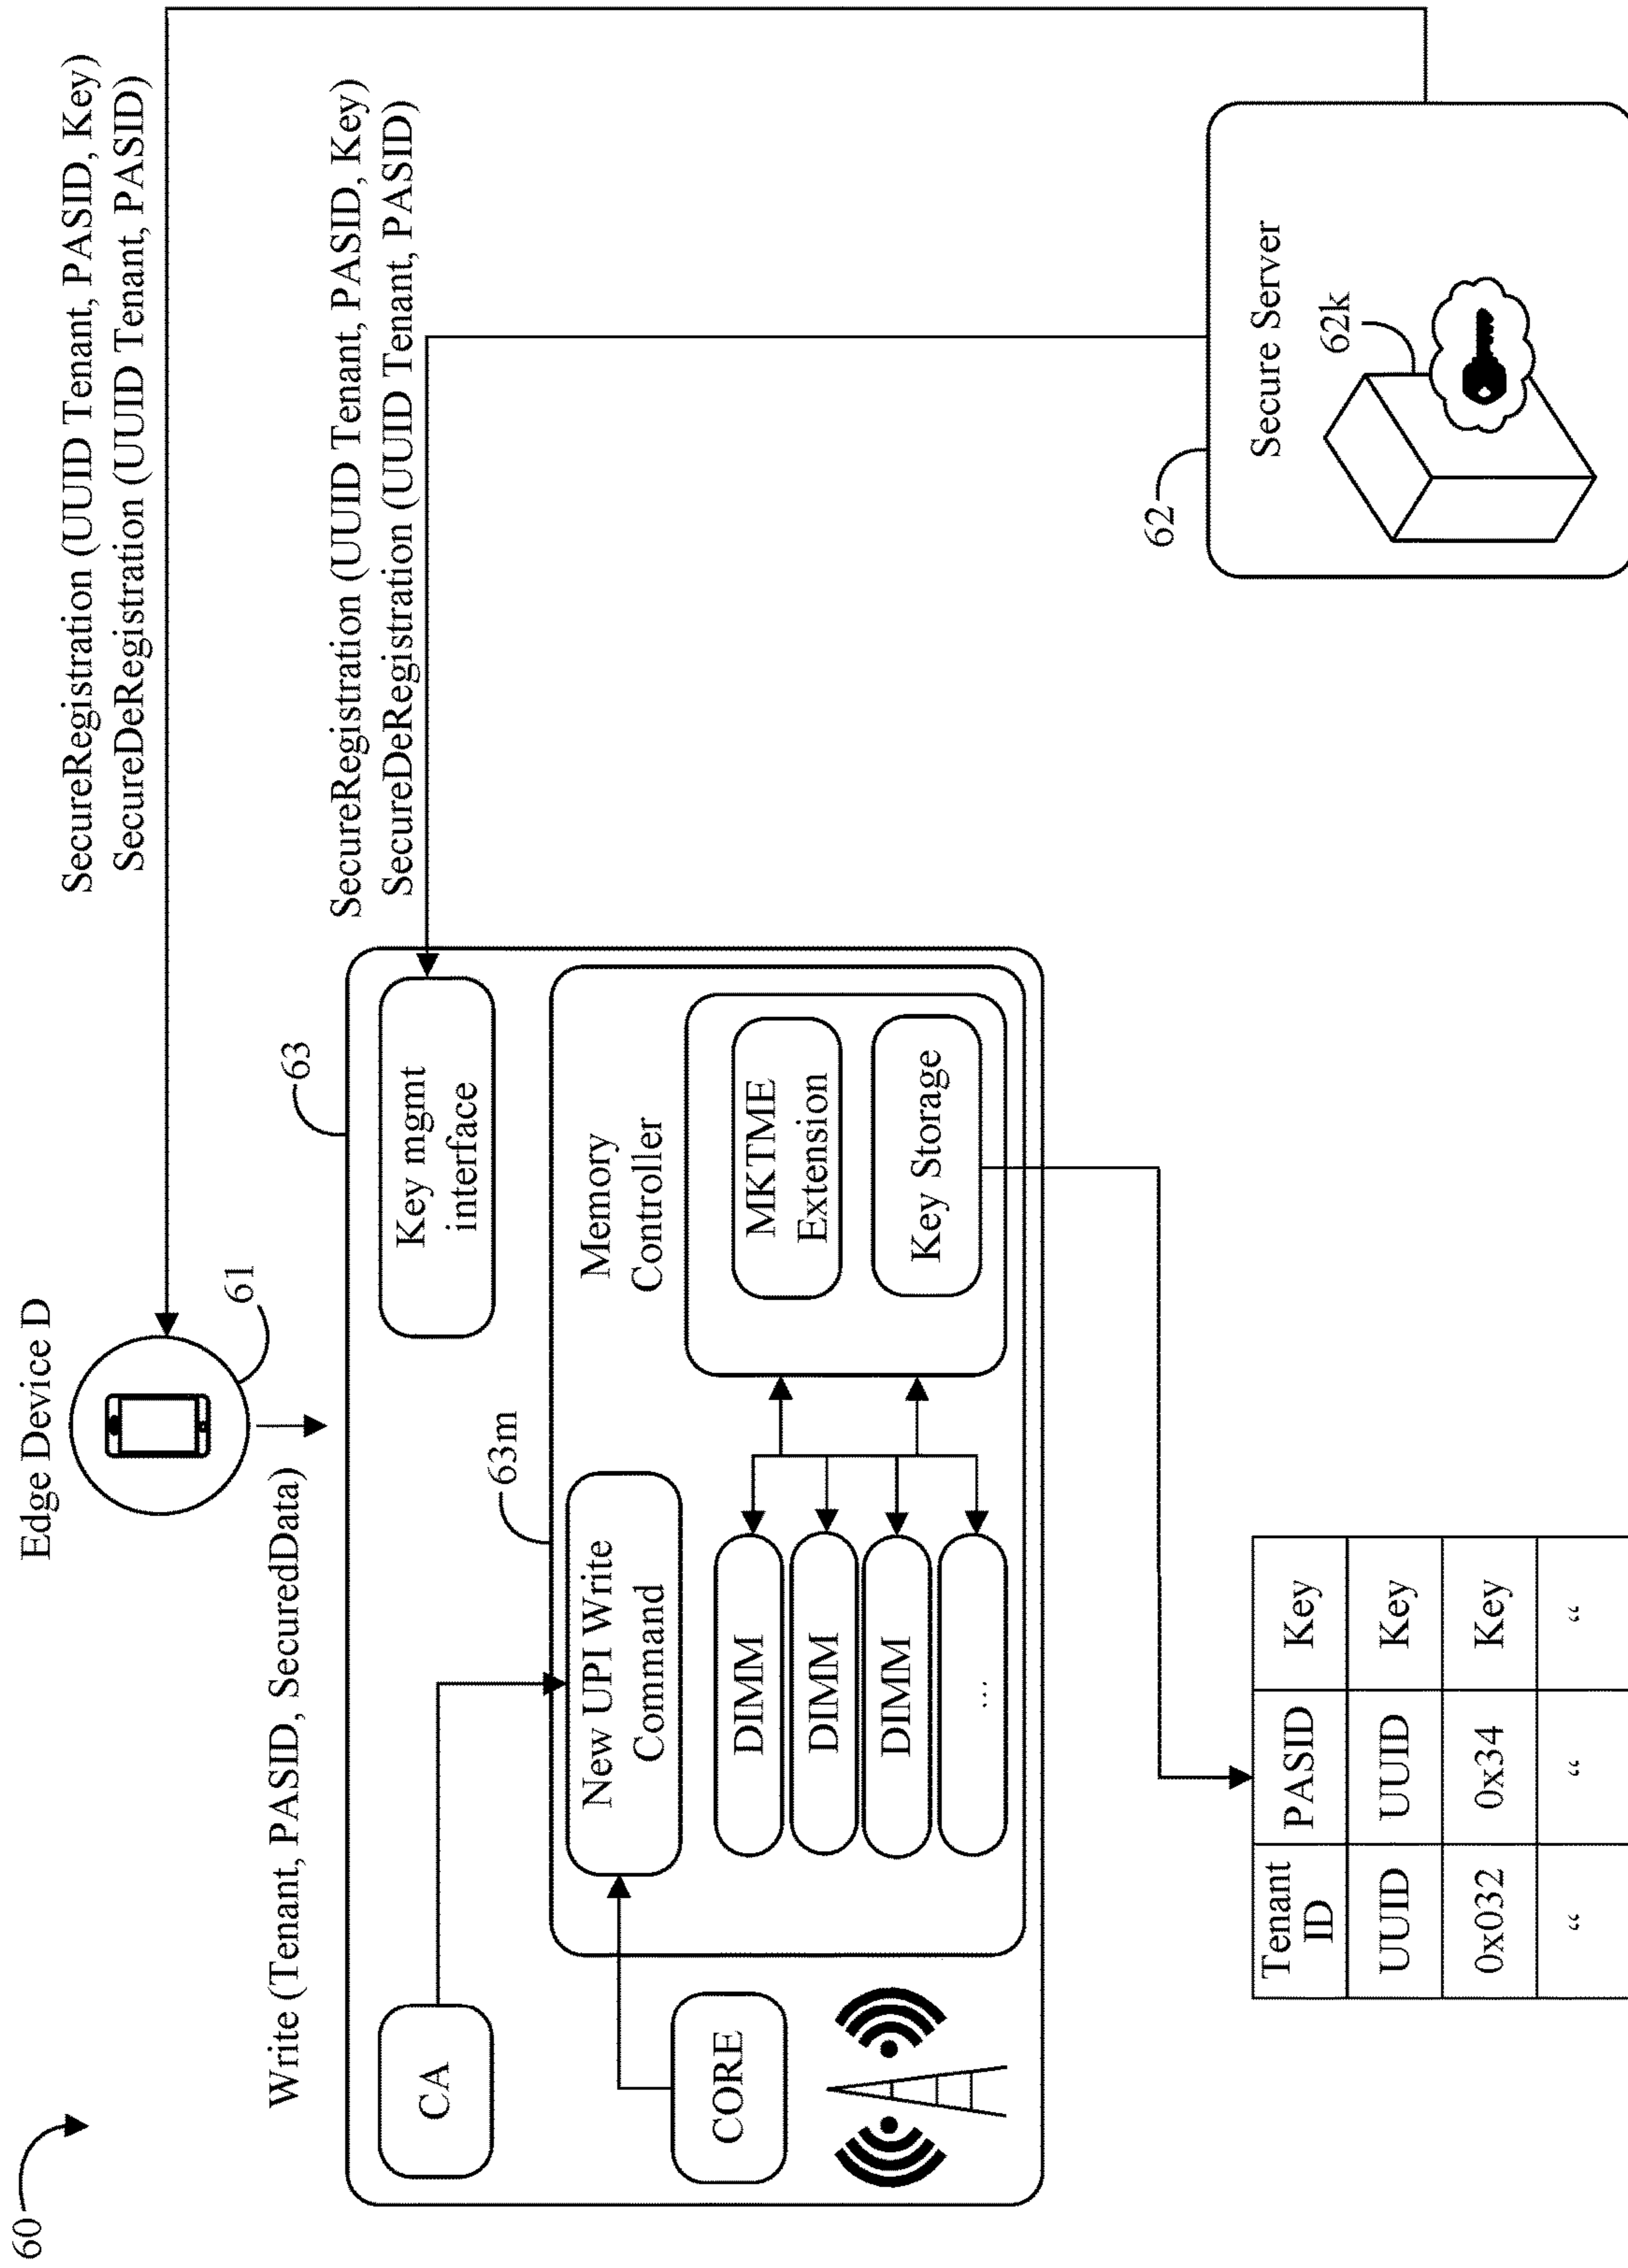 60
Edge Device D
61
SecureRegistration (UUID Tenant, PASID, Key)
SecureDeRegistration (UUID Tenant, PASID)
Write (Tenant, PASID, SecuredData)
63
SecureRegistration (UUID Tenant, PASID, Key)
SecureDeRegistration (UUID Tenant, PASID)
CA
Key mgmt
interface
63m
New UPI Write
Command
Memory
Controller
CORE
DIMM
DIMM
DIMM
...
MKTME
Extension
Key Storage
62
Secure Server
62k
Tenant
ID
PASID
Key
UUID
UUID
Key
0x032
0x34
Key
”
”
”